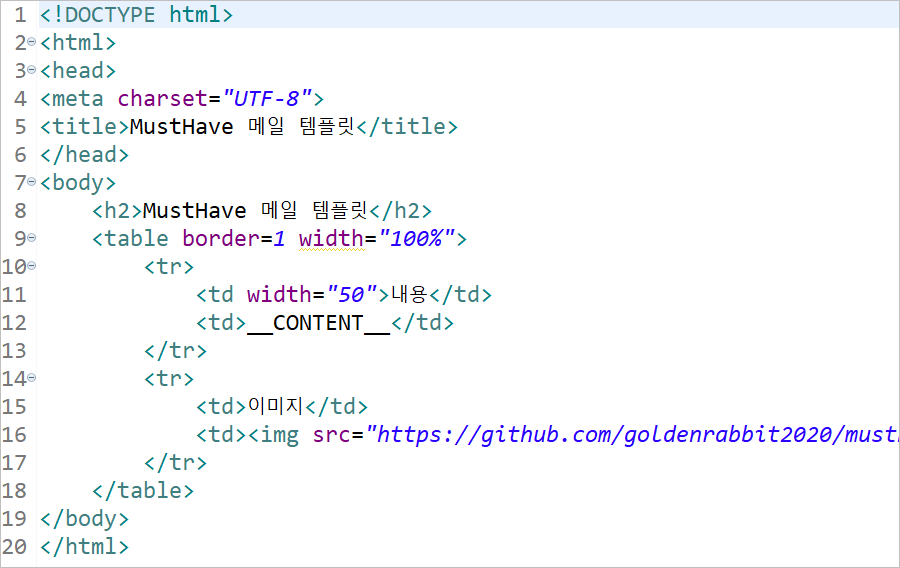 1 <!DOCTYPE html>
2 <html>
3 <head>
4 <meta charset="UTF-8">
5 <title>MustHave 메일 템플릿</title>
6 </head>
7 <body>
8     <h2>MustHave 메일 템플릿</h2>
9     <table border=1 width="100%">
10         <tr>
11             <td width="50">내용</td>
12             <td>__CONTENT__</td>
13         </tr>
14         <tr>
15             <td>이미지</td>
16             <td><img src="https://github.com/goldenrabbit2020/must
17         </tr>
18     </table>
19 </body>
20 </html>